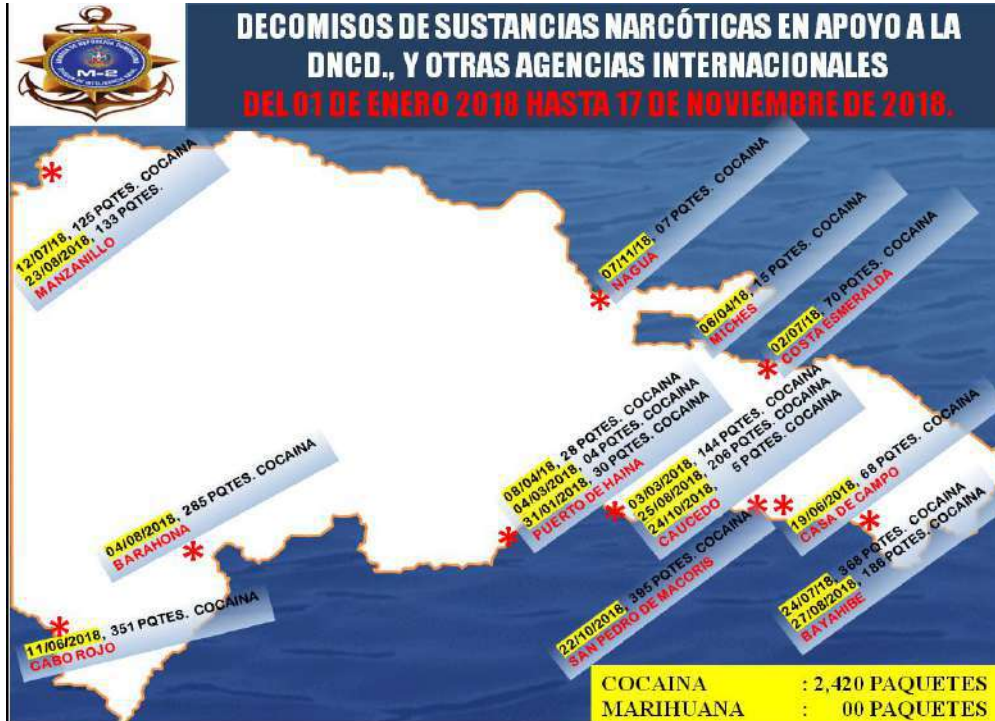 DECOMISOS DE SUSTANCIAS NARCÓTICAS EN APOYO A LA
DNCD., Y OTRAS AGENCIAS INTERNACIONALES
DEL 01 DE ENERO 2018 HASTA 17 DE NOVIEMBRE DE 2018.
M-2
12/07/18, 125 PQTES. COCAINA
23/08/2018, 133 PQTES.
MANZANILLO
07/11/18, 07 PQTES. COCAINA
NAGUA
06/04/18, 15 PQTES. COCAINA
MICHES
02/07/18, 70 PQTES. COCAINA
COSTA ESMERALDA
04/08/2018, 285 PQTES. COCAINA
BARAHONA
08/04/18, 28 PQTES. COCAINA
04/03/2018, 04 PQTES. COCAINA
31/01/2018, 30 PQTES. COCAINA
PUERTO DE HAINA
03/03/2018, 144 PQTES. COCAINA
25/08/2018, 206 PQTES. COCAINA
24/10/2018, 5 PQTES. COCAINA
CAUCEDO
19/06/2018, 68 PQTES. COCAINA
CASA DE CAMPO
11/06/2018, 351 PQTES. COCAINA
CABO ROJO
22/10/2018, 395 PQTES. COCAINA
SAN PEDRO DE MACORIS
24/07/18, 368 PQTES. COCAINA
27/08/2018, 186 PQTES. COCAINA
BAYAHIBE
COCAINA : 2,420 PAQUETES
MARIHUANA : 00 PAQUETES